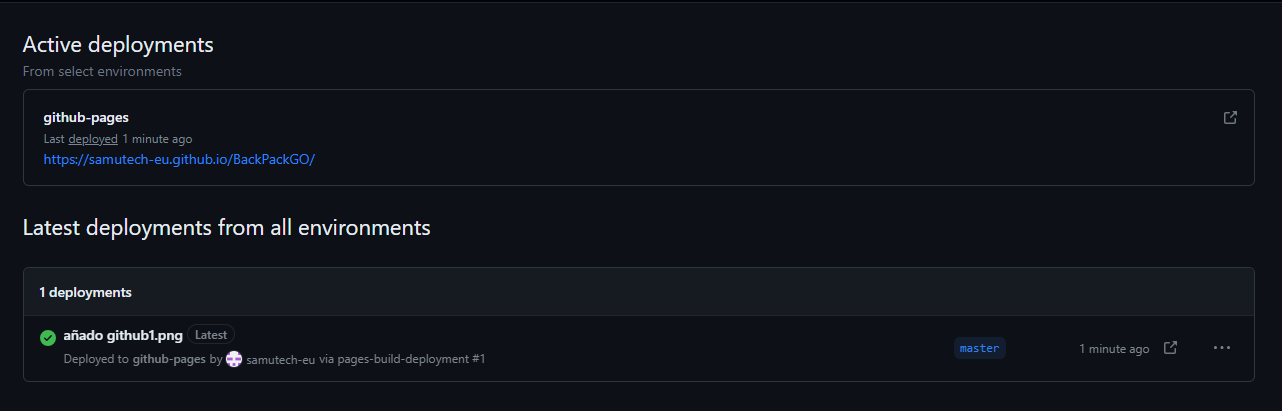 Active deployments
From select environments
github-pages
Last deployed 1 minute ago
https://samutech-eu.github.io/BackPackGO/
Latest deployments from all environments
1 deployments
añado github1.png Latest
Deployed to github-pages by samutech-eu via pages-build-deployment #1
master
1 minute ago